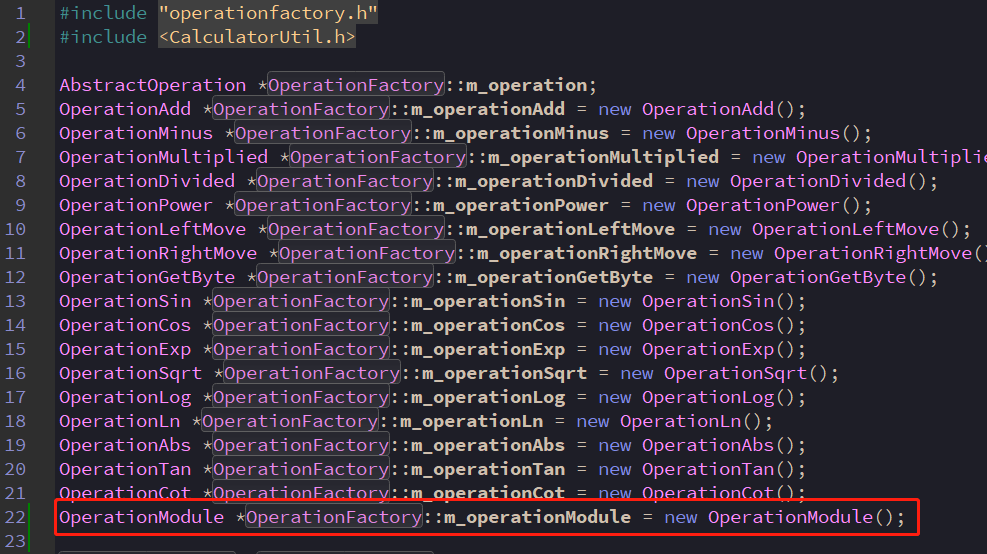 1 #include "operationfactory.h"
2 #include <CalculatorUtil.h>
3
4 AbstractOperation *OperationFactory::m_operation;
5 OperationAdd *OperationFactory::m_operationAdd = new OperationAdd();
6 OperationMinus *OperationFactory::m_operationMinus = new OperationMinus();
7 OperationMultiplied *OperationFactory::m_operationMultiplied = new OperationMultiplie
8 OperationDivided *OperationFactory::m_operationDivided = new OperationDivided();
9 OperationPower *OperationFactory::m_operationPower = new OperationPower();
10 OperationLeftMove *OperationFactory::m_operationLeftMove = new OperationLeftMove();
11 OperationRightMove *OperationFactory::m_operationRightMove = new OperationRightMove()
12 OperationGetByte *OperationFactory::m_operationGetByte = new OperationGetByte();
13 OperationSin *OperationFactory::m_operationSin = new OperationSin();
14 OperationCos *OperationFactory::m_operationCos = new OperationCos();
15 OperationExp *OperationFactory::m_operationExp = new OperationExp();
16 OperationSqrt *OperationFactory::m_operationSqrt = new OperationSqrt();
17 OperationLog *OperationFactory::m_operationLog = new OperationLog();
18 OperationLn *OperationFactory::m_operationLn = new OperationLn();
19 OperationAbs *OperationFactory::m_operationAbs = new OperationAbs();
20 OperationTan *OperationFactory::m_operationTan = new OperationTan();
21 OperationCot *OperationFactory::m_operationCot = new OperationCot();
22 OperationModule *OperationFactory::m_operationModule = new OperationModule();
23